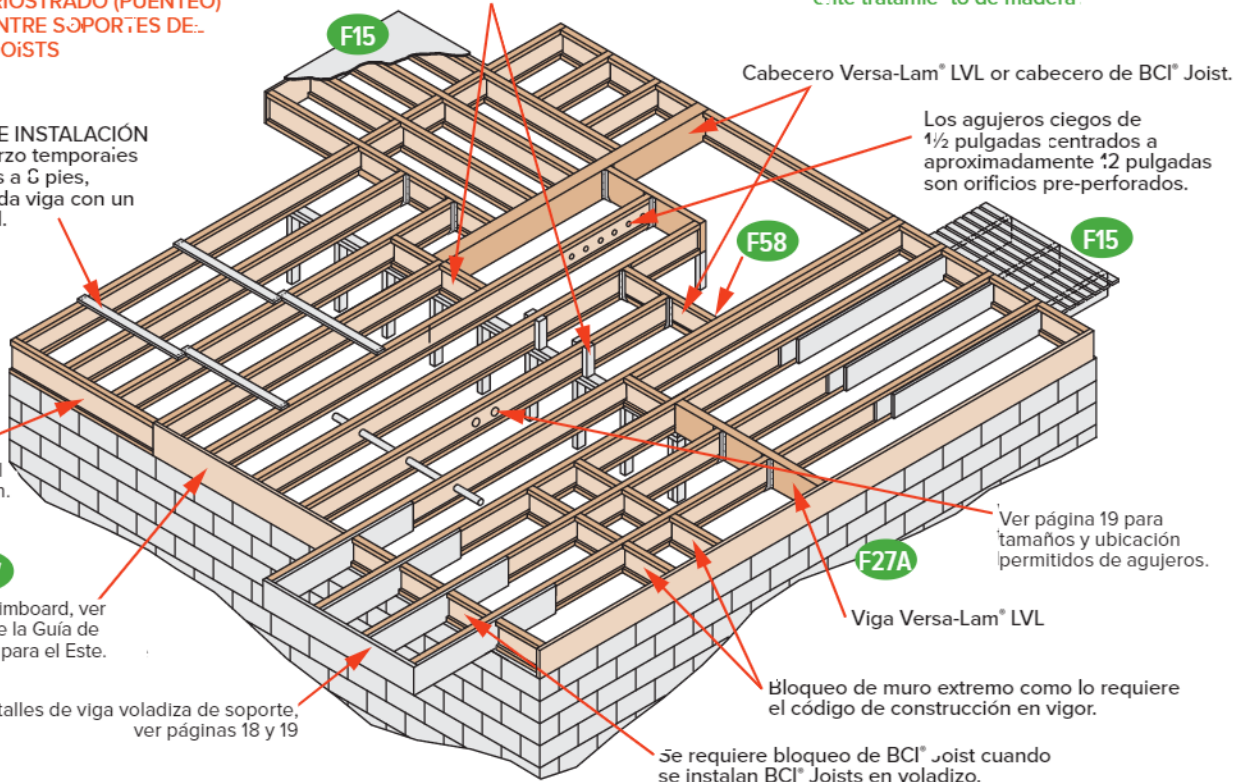 RIOSTRADO (PUENTEO)
ENTRE SOPORTES DE
JOISTS
F15
tratamie to de madera
Cabecero Versa-Lam® LVL or cabecero de BCI® Joist.
Los agujeros ciegos de
1½ pulgadas centrados a
aproximadamente 12 pulgadas
son orificios pre-perforados.
E INSTALACIÓN
rzo temporales
s a 8 pies,
da viga con un
l.
F58
F15
n.
Ver página 19 para
tamaños y ubicación
permitidos de agujeros.
F27A
imboard, ver
e la Guía de
para el Este.
Viga Versa-Lam® LVL
talles de viga voladiza de soporte,
ver páginas 18 y 19
Bloqueo de muro extremo como lo requiere
el código de construcción en vigor.
Se requiere bloqueo de BCI® Joist cuando
se instalan BCI® Joists en voladizo.